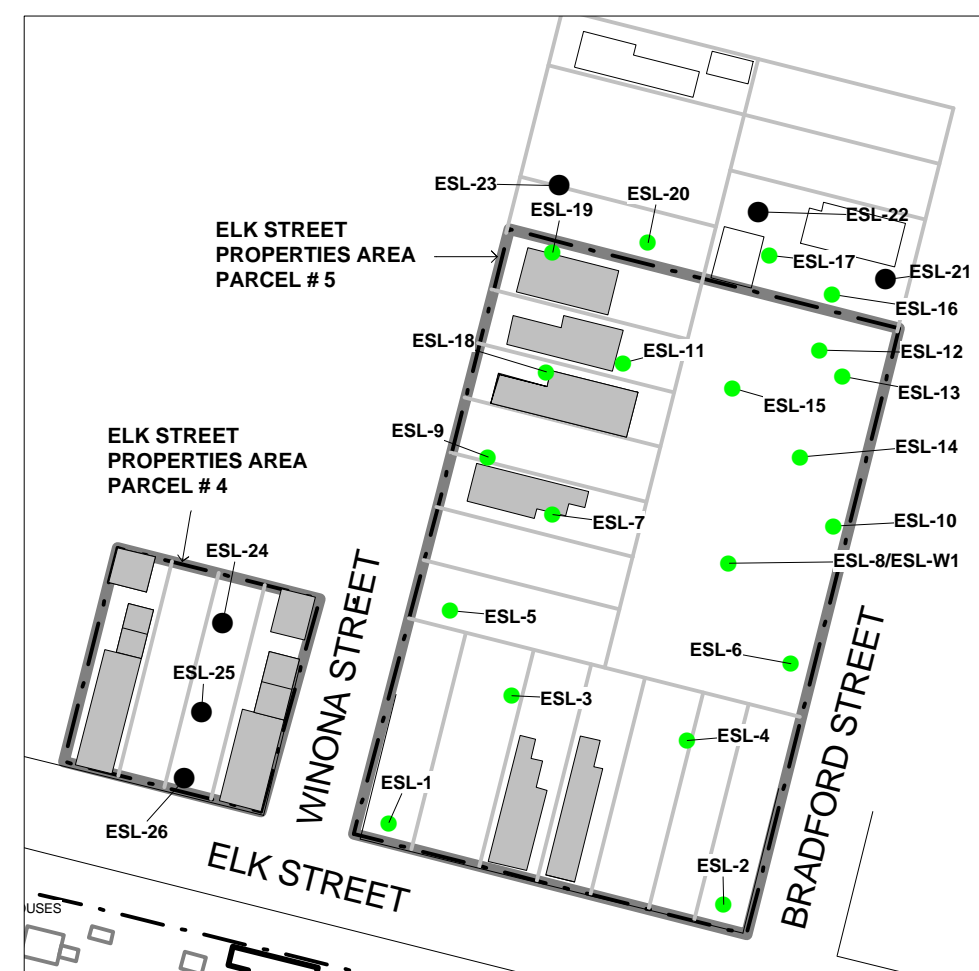 ESL-23
ESL-20
ESL-19
ESL-22
ELK STREET
PROPERTIES AREA
PARCEL # 5
ESL-17
ESL-21
ESL-16
ESL-18
ESL-11
ESL-12
ESL-13
ESL-15
ESL-9
ELK STREET
PROPERTIES AREA
PARCEL # 4
ESL-14
ESL-7
ESL-10
ESL-24
ESL-8/ESL-W1
ESL-5
WINONA STREET
ESL-6
ESL-25
ESL-3
BRADFORD STREET
ESL-4
ESL-1
ESL-26
ELK STREET
ESL-2
OUSES